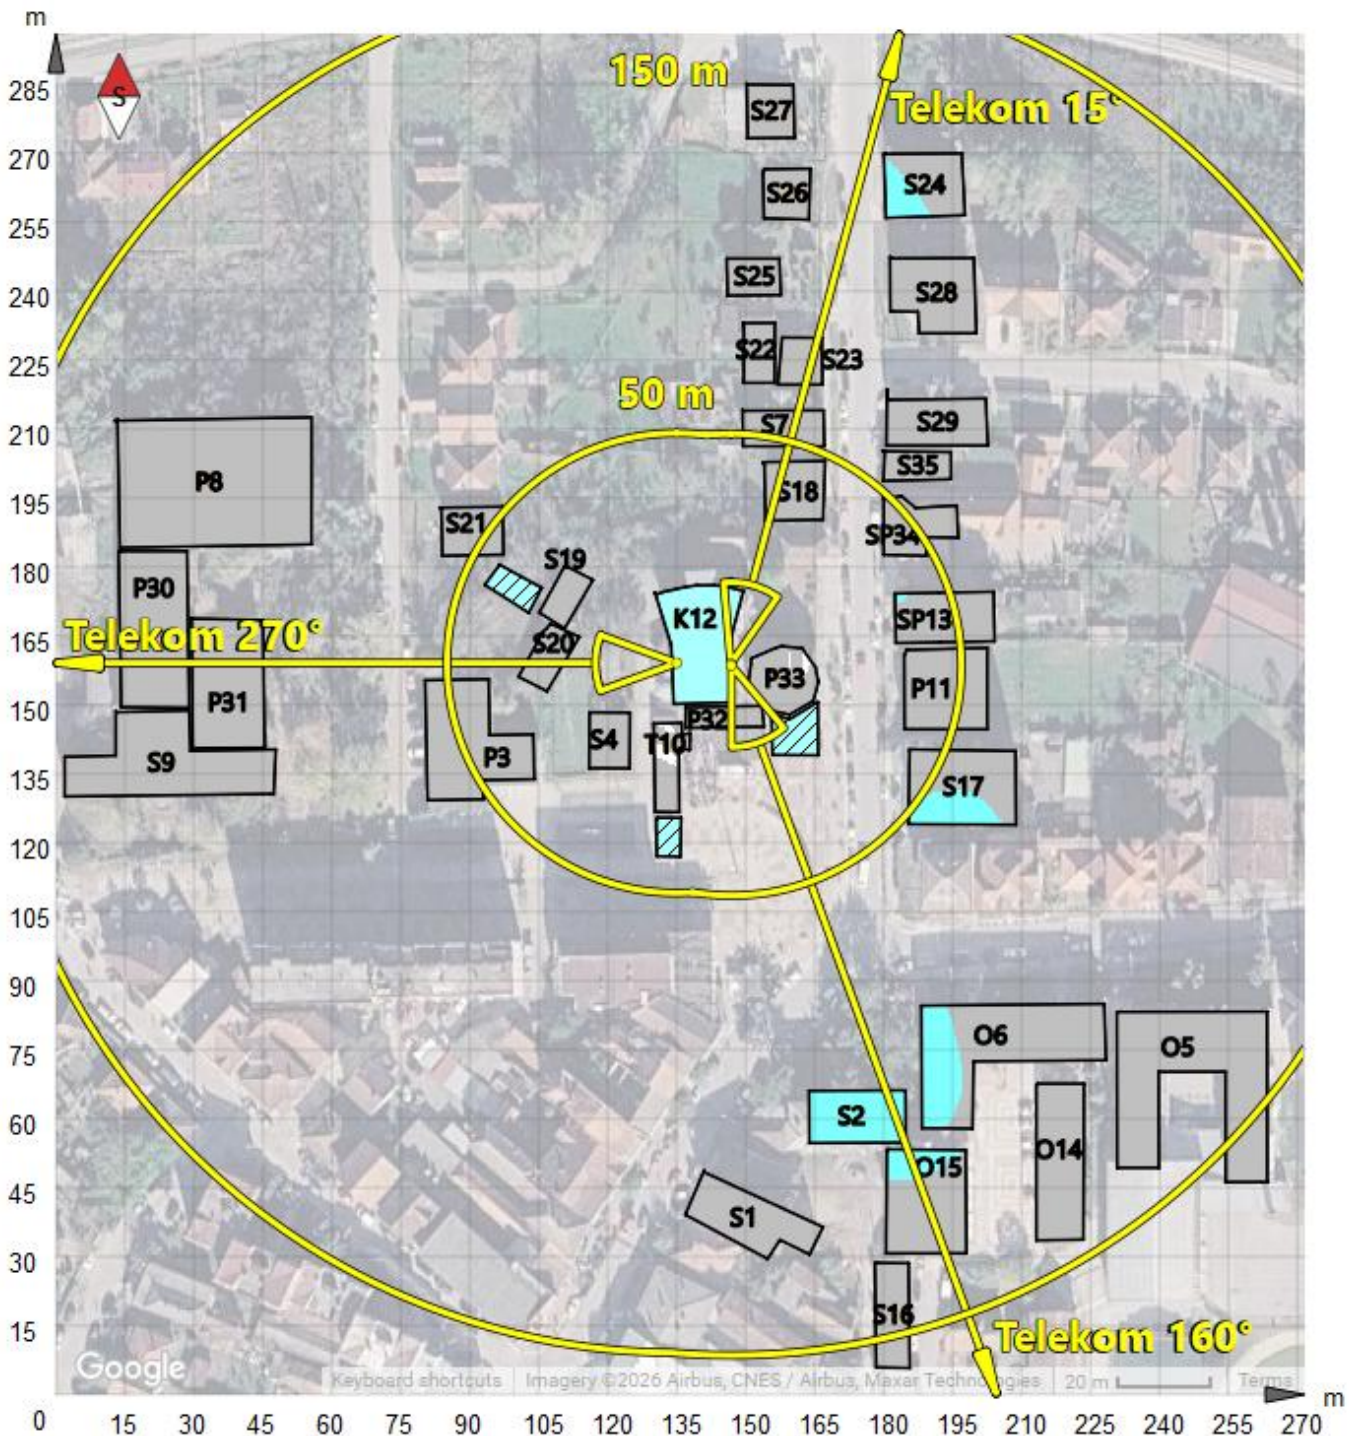 m
S
150 m
Telekom 15°
285
S27
270
S26
S24
255
S25
S28
240
S22
S23
225
50 m
S7
S29
210
S35
P8
S18
195
S21
SP34
S19
180
P30
K12
SP13
165
Telekom 270°
S20
P33
P11
P31
150
P32
S4
T10
P3
S9
S17
135
120
105
90
O6
O5
75
S2
60
O14
O15
45
S1
30
S16
15
Telekom 160°
Google
Keyboard shortcuts
Imagery ©2026 Airbus, CNES / Airbus, Maxar Technologies
20 m
Terms
m
0
15 30 45 60 75 90 105 120 135 150 165 180 195 210 225 240 255 270